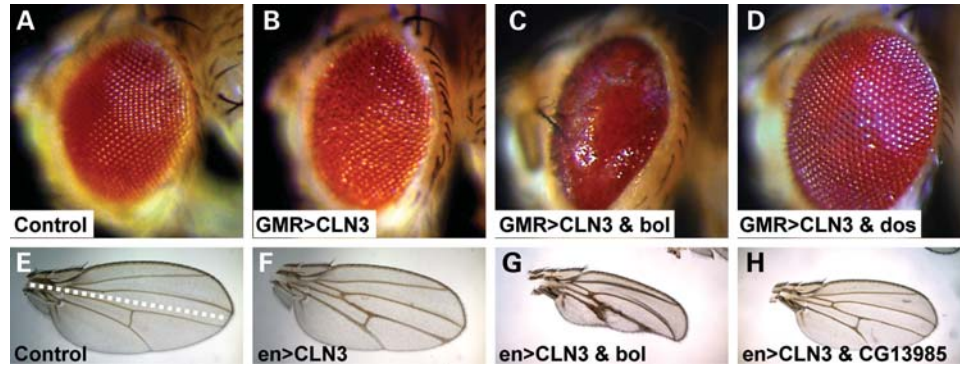 A
Control
B
GMR>CLN3
C
GMR>CLN3 & bol
D
GMR>CLN3 & dos
E
Control
F
en>CLN3
G
en>CLN3 & bol
H
en>CLN3 & CG13985